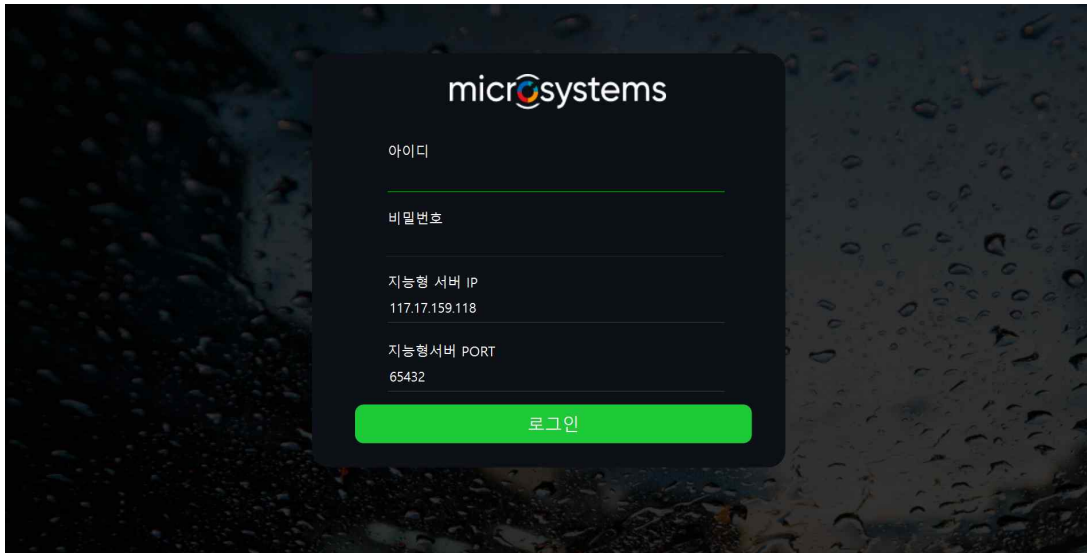 microsystems
아이디
비밀번호
지능형 서버 IP
117.17.159.118
지능형서버 PORT
65432
로그인